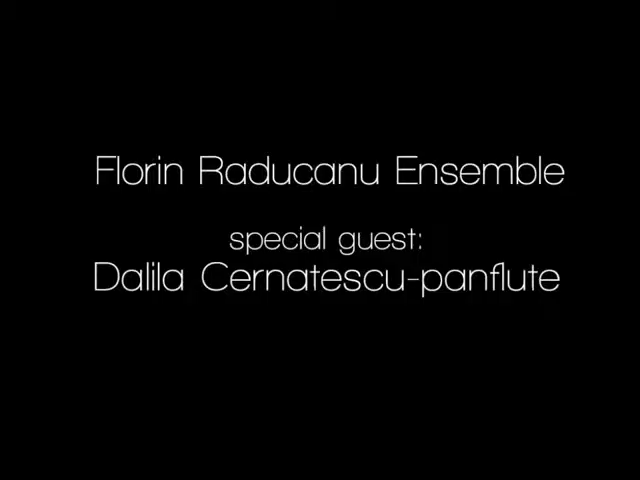 Florin Raducanu Ensemble
special guest:
Dalila Cernatescu-panflute